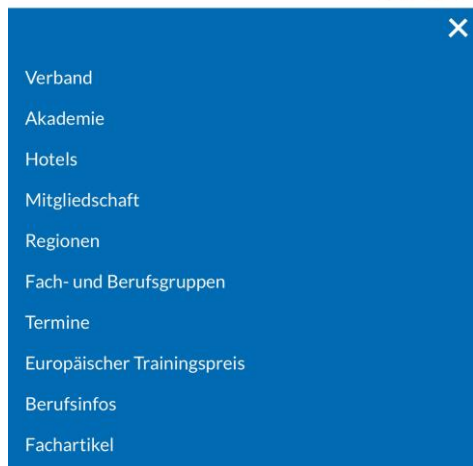 Verband
Akademie
Hotels
Mitgliedschaft
Regionen
Fach- und Berufsgruppen
Termine
Europäischer Trainingspreis
Berufsinfos
Fachartikel